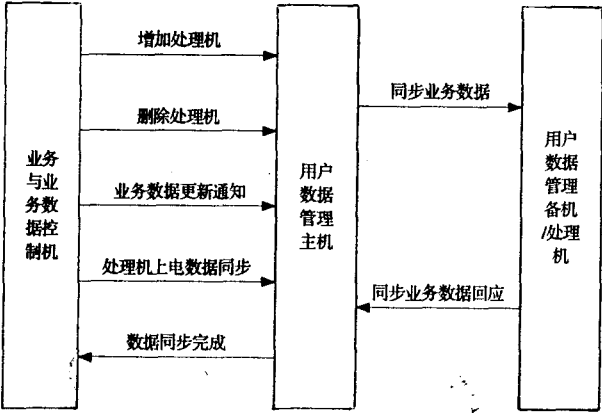 增加处理机
同步业务数据
删除处理机
业务
与业
务数
据控
制机
用户
数据
管理
主机
用户
数据
管理
备机
/处理
机
业务数据更新通知
处理机上电数据同步
同步业务数据回应
数据同步完成